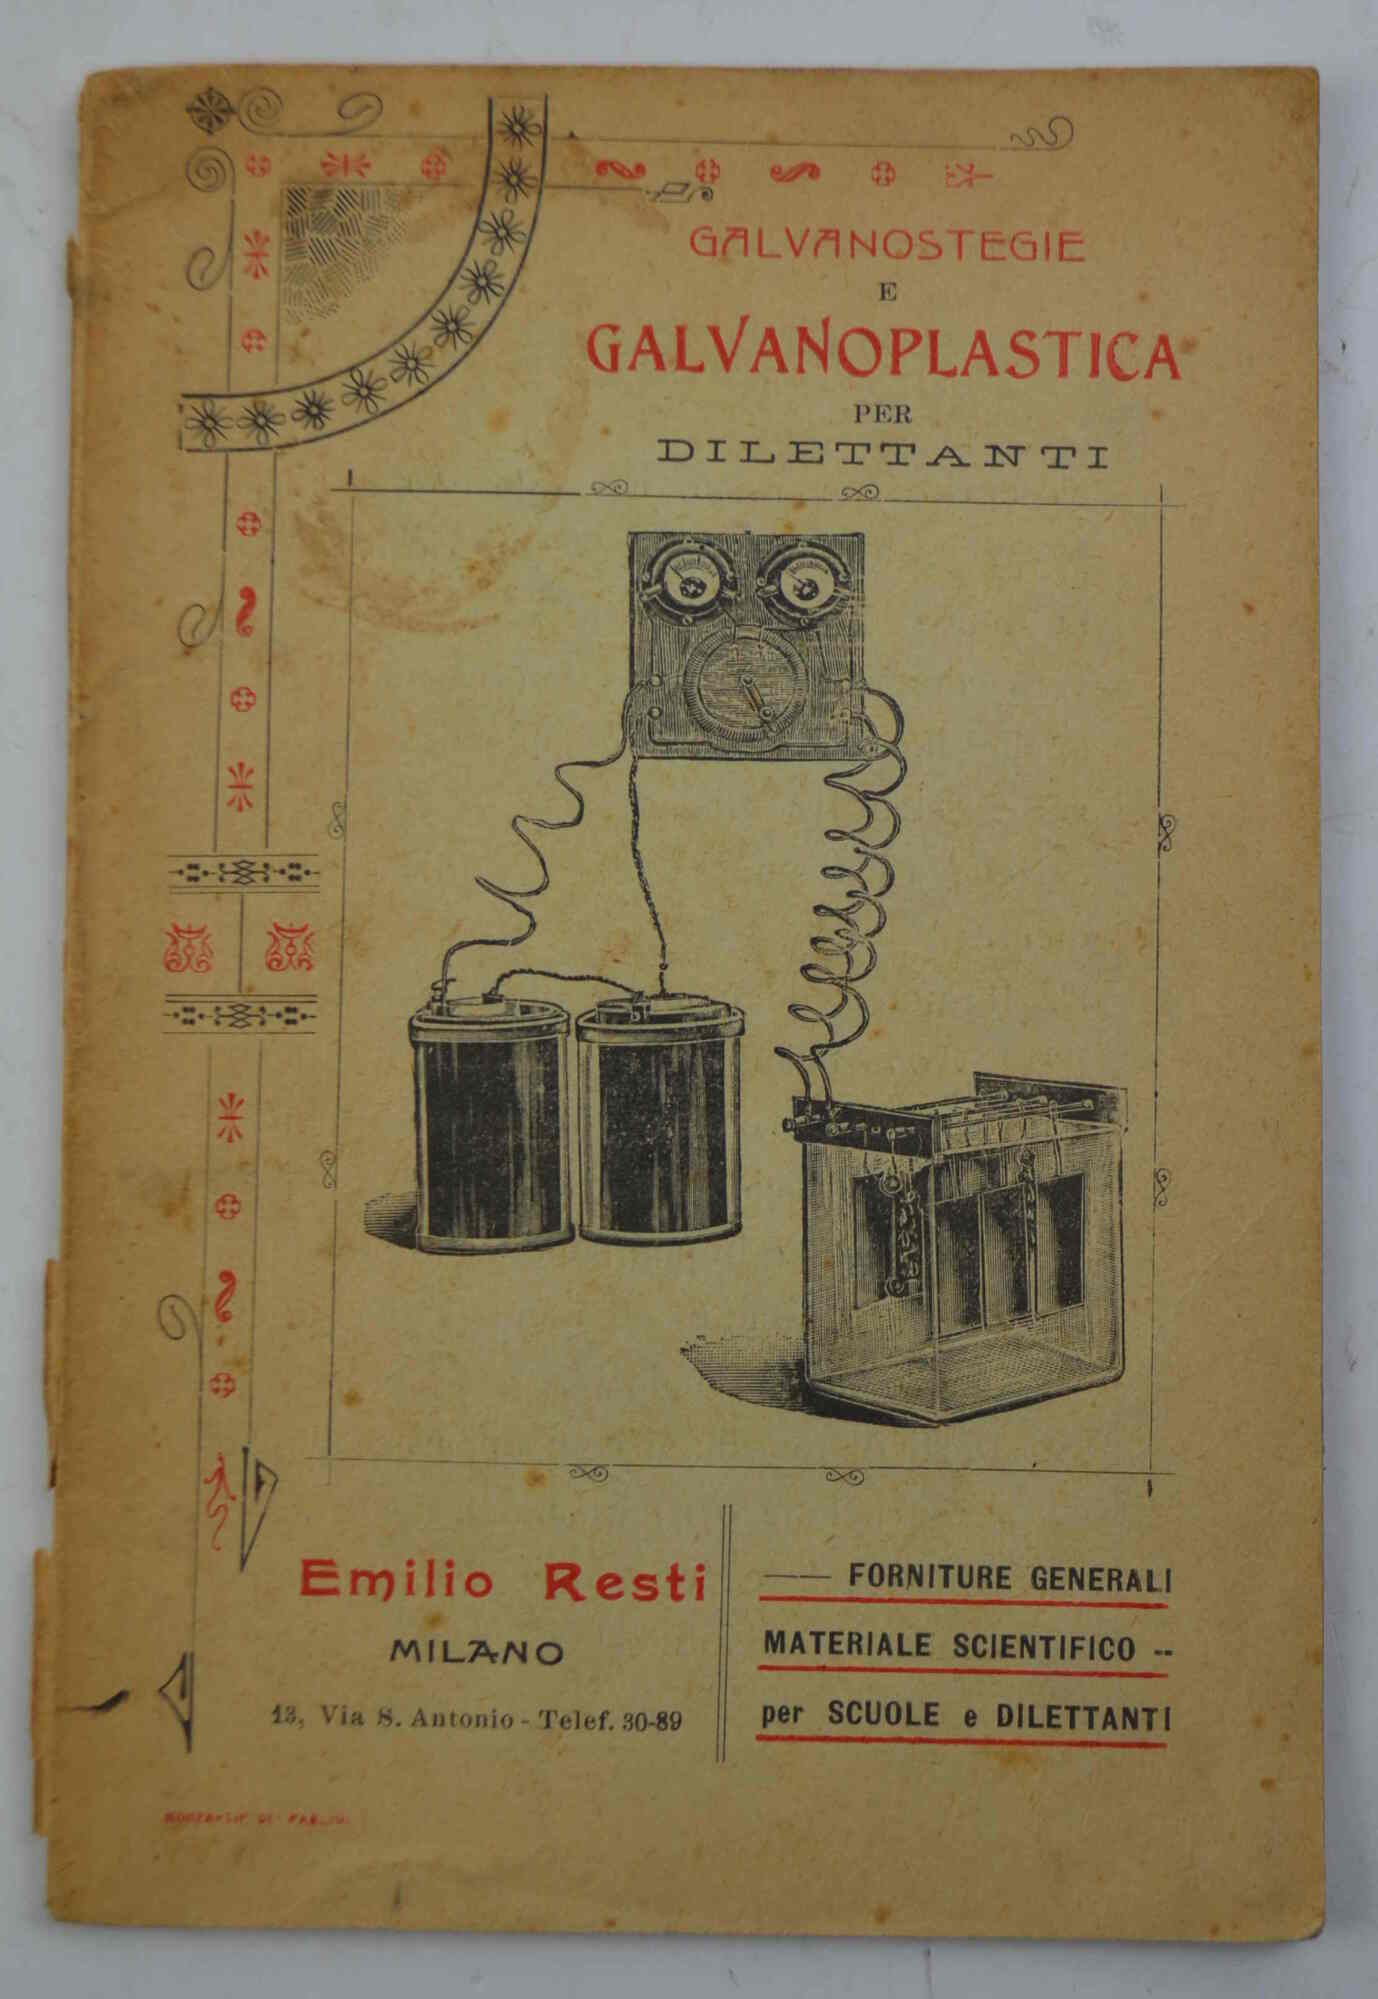 GALVANOSTEGIE
E
GALVANOPLASTICA
PER
DILETTANTI
Emilio Resti
MILANO
13, Via S. Antonio - Telef. 30-89
— FORNITURE GENERALI
MATERIALE SCIENTIFICO --
per SCUOLE e DILETTANTI